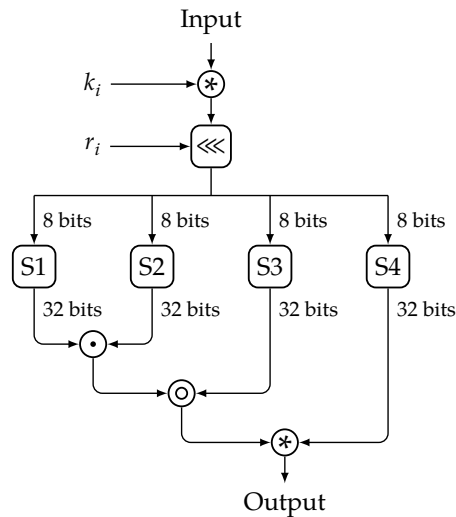 Input
k_i
*
r_i
<<<
8 bits 8 bits 8 bits 8 bits
S1 S2 S3 S4
32 bits 32 bits 32 bits 32 bits
*
Output